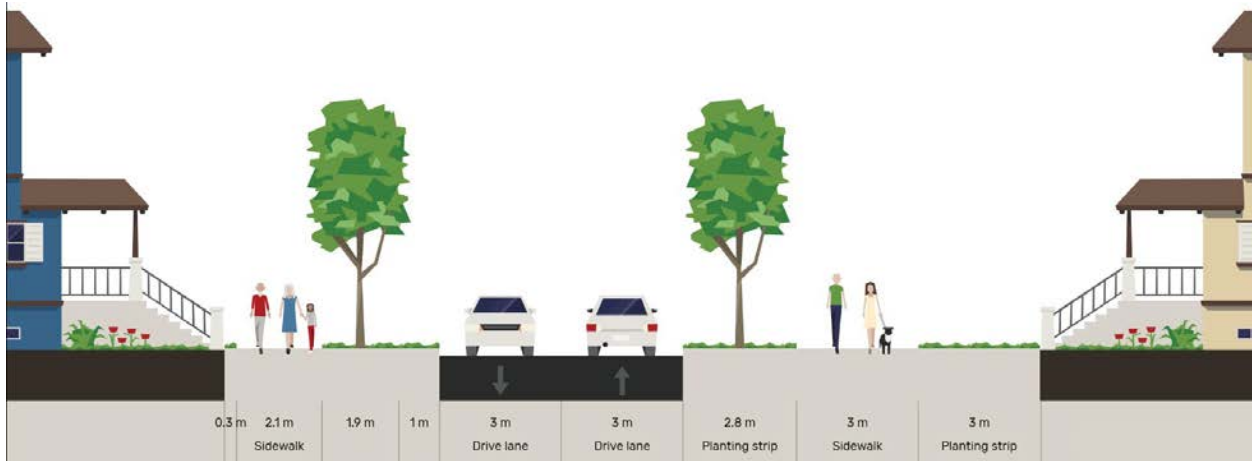 0.3 m 2.1 m 1.9 m 1 m 3 m 3 m 2.8 m 3 m 3 m
Sidewalk Drive lane Drive lane Planting strip Sidewalk Planting strip